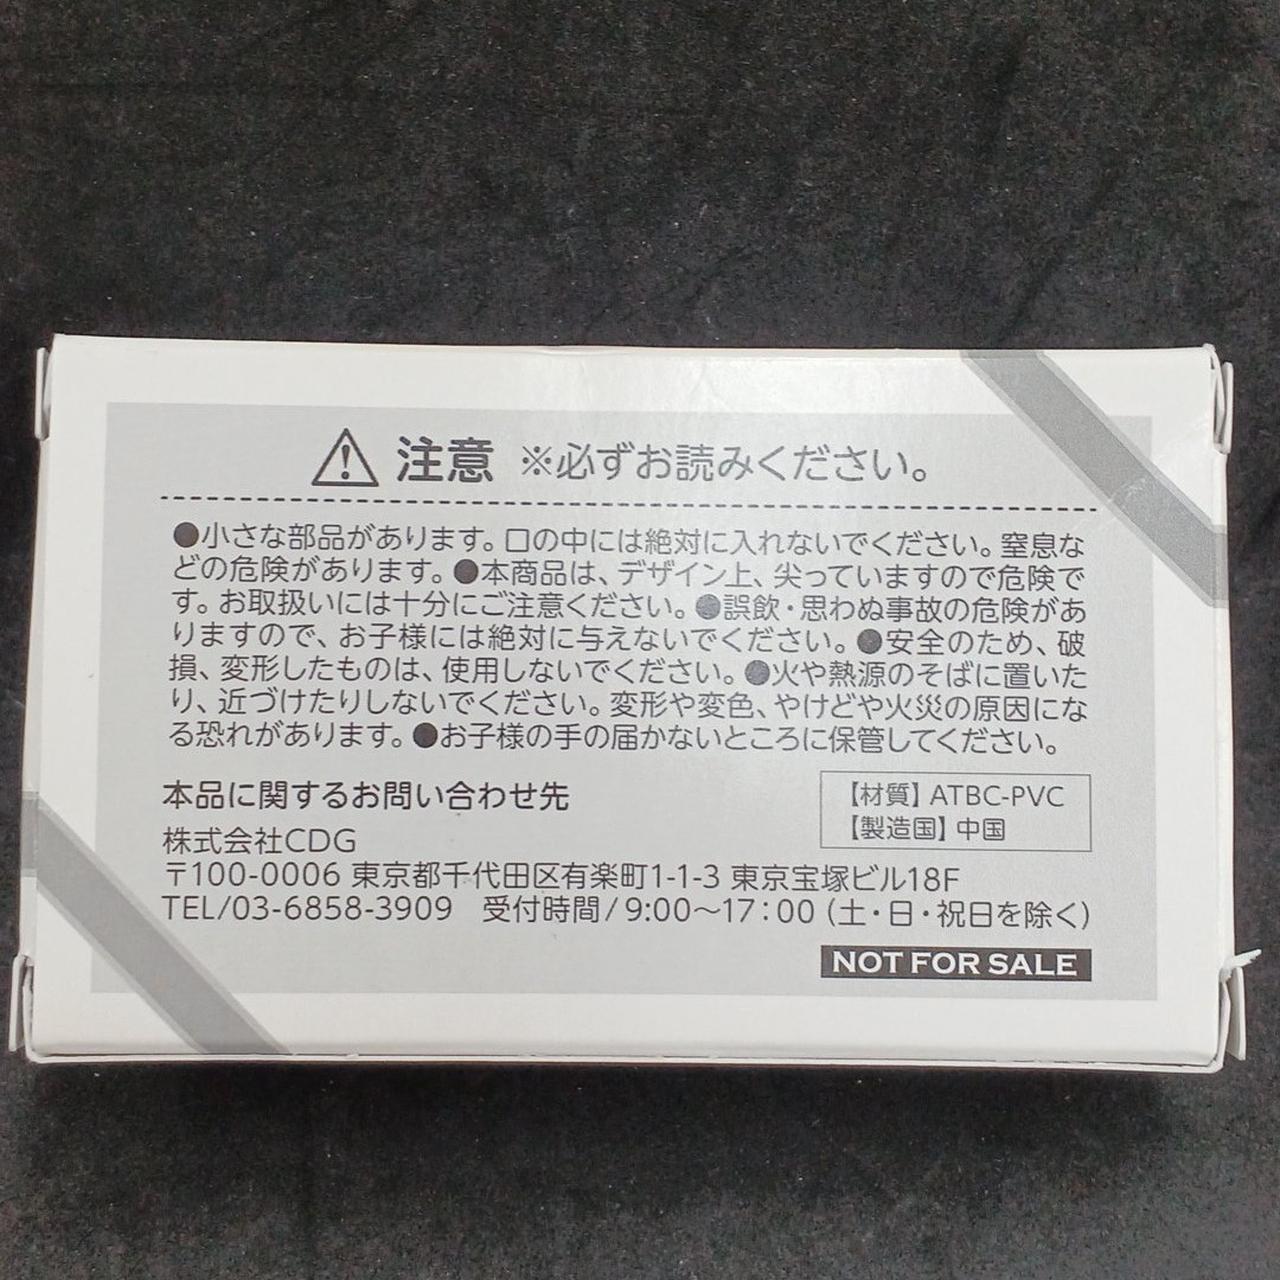 注意 ※必ずお読みください。
●小さな部品があります。口の中には絶対に入れないでください。窒息な
どの危険があります。●本商品は、デザイン上、尖っていますので危険で
す。お取扱いには十分にご注意ください。●誤飲・思わぬ事故の危険があ
りますので、お子様には絶対に与えないでください。●安全のため、破
損、変形したものは、使用しないでください。●火や熱源のそばに置いた
り、近づけたりしないでください。変形や変色、やけどや火災の原因にな
る恐れがあります。●お子様の手の届かないところに保管してください。
本品に関するお問い合わせ先
【材質】ATBC-PVC
【製造国】中国
株式会社CDG
〒100-0006 東京都千代田区有楽町1-1-3 東京宝塚ビル18F
TEL/03-6858-3909 受付時間/9:00～17:00(土・日・祝日を除く)
NOT FOR SALE